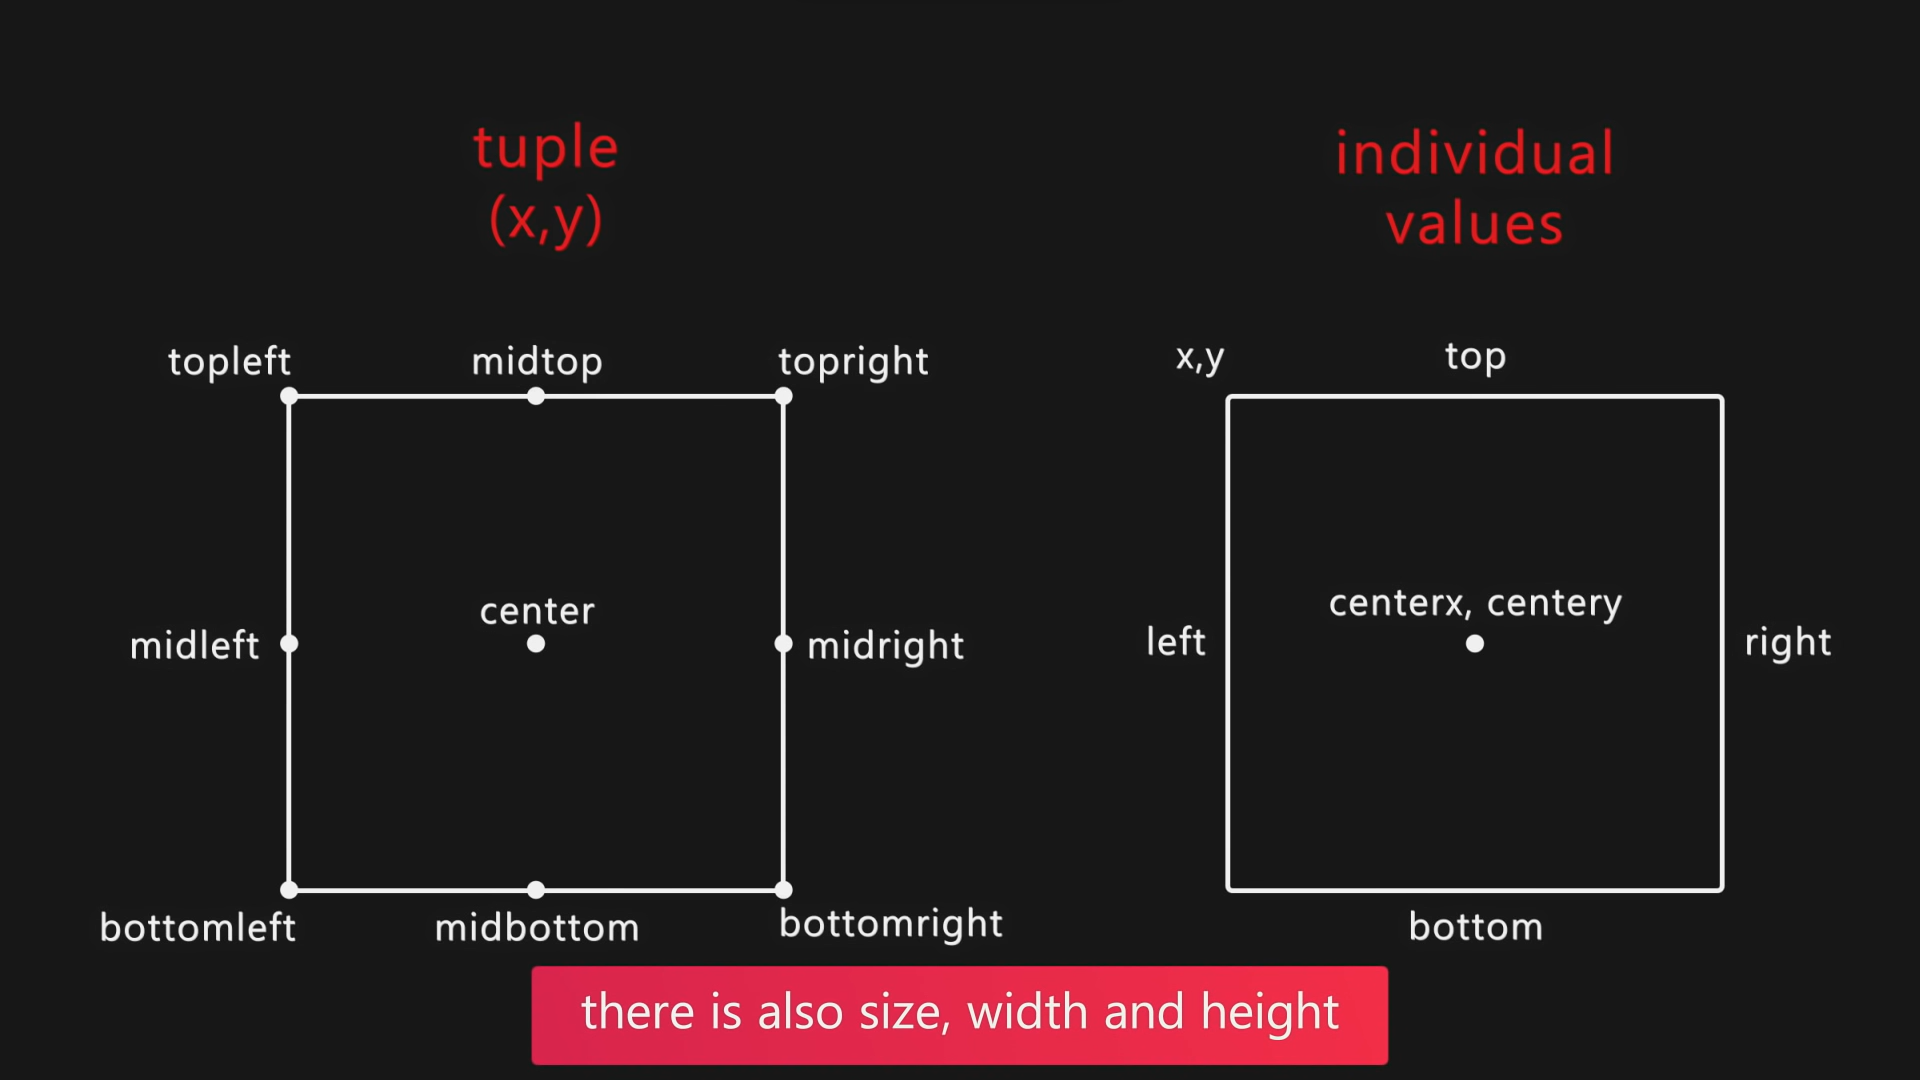 tuple
(x,y)
topleft
midtop
topright
midleft
center
midright
bottomleft
midbottom
bottomright
individual
values
x,y
top
left
centerx, centery
right
bottom
there is also size, width and height